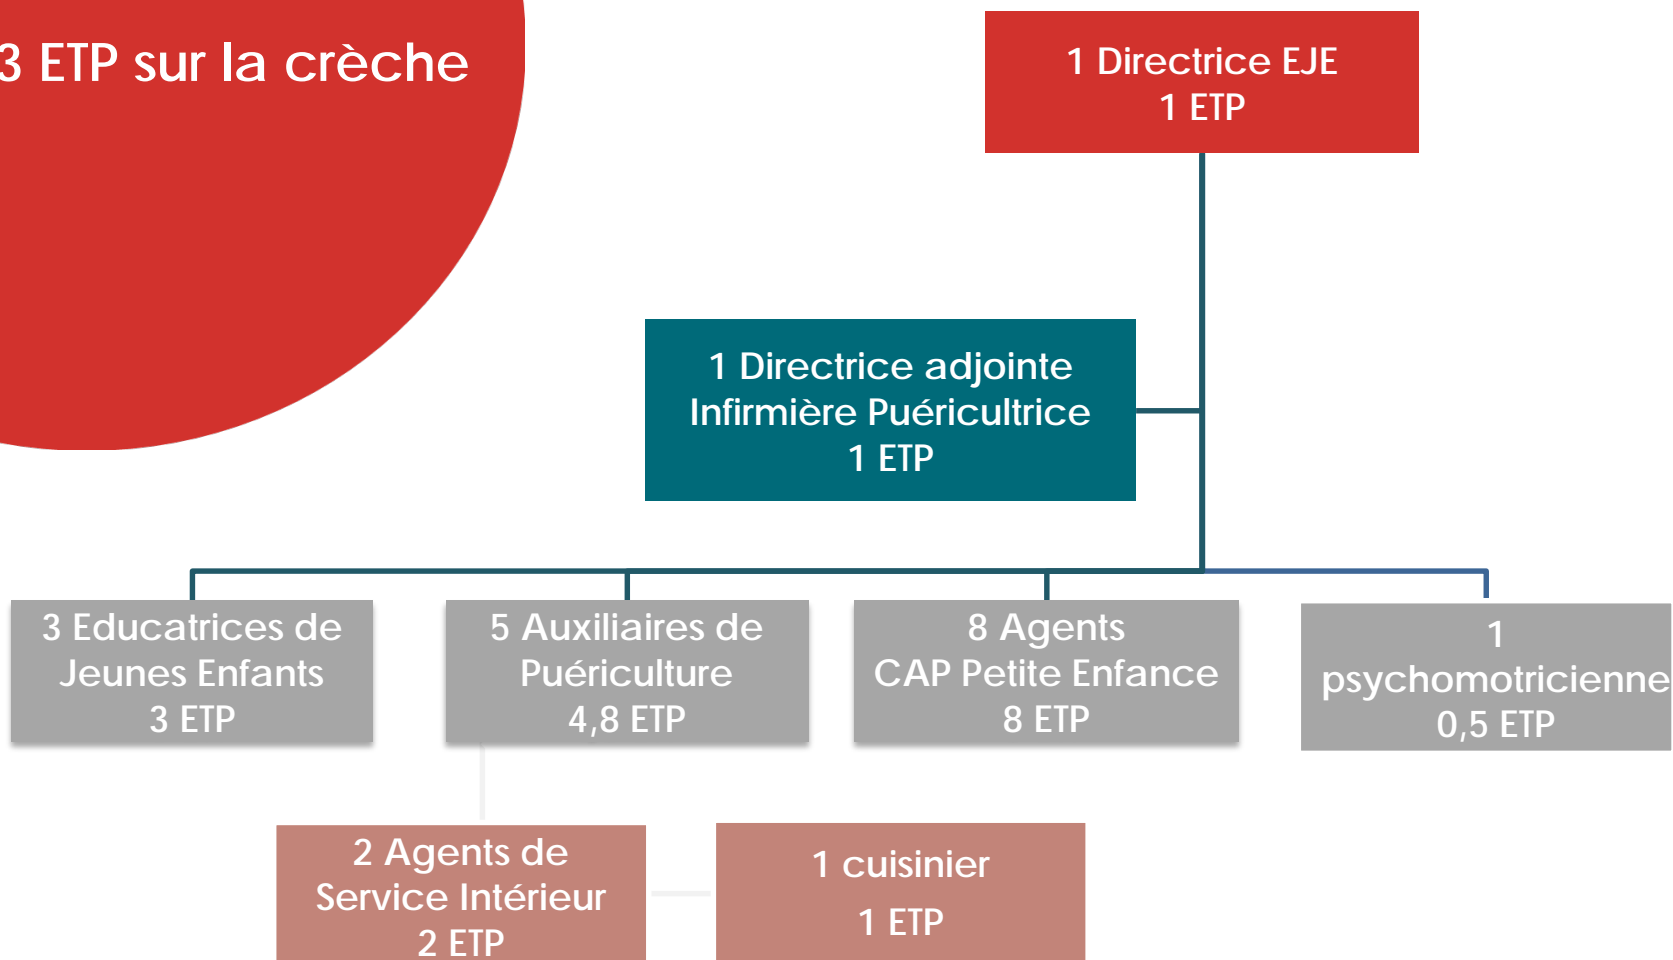 3 ETP sur la crèche
1 Directrice EJE
1 ETP
1 Directrice adjointe
Infirmière Puéricultrice
1 ETP
3 Educatrices de
Jeunes Enfants
3 ETP
5 Auxiliaires de
Puériculture
4,8 ETP
8 Agents
CAP Petite Enfance
8 ETP
1
psychomotricienne
0,5 ETP
2 Agents de
Service Intérieur
2 ETP
1 cuisinier
1 ETP